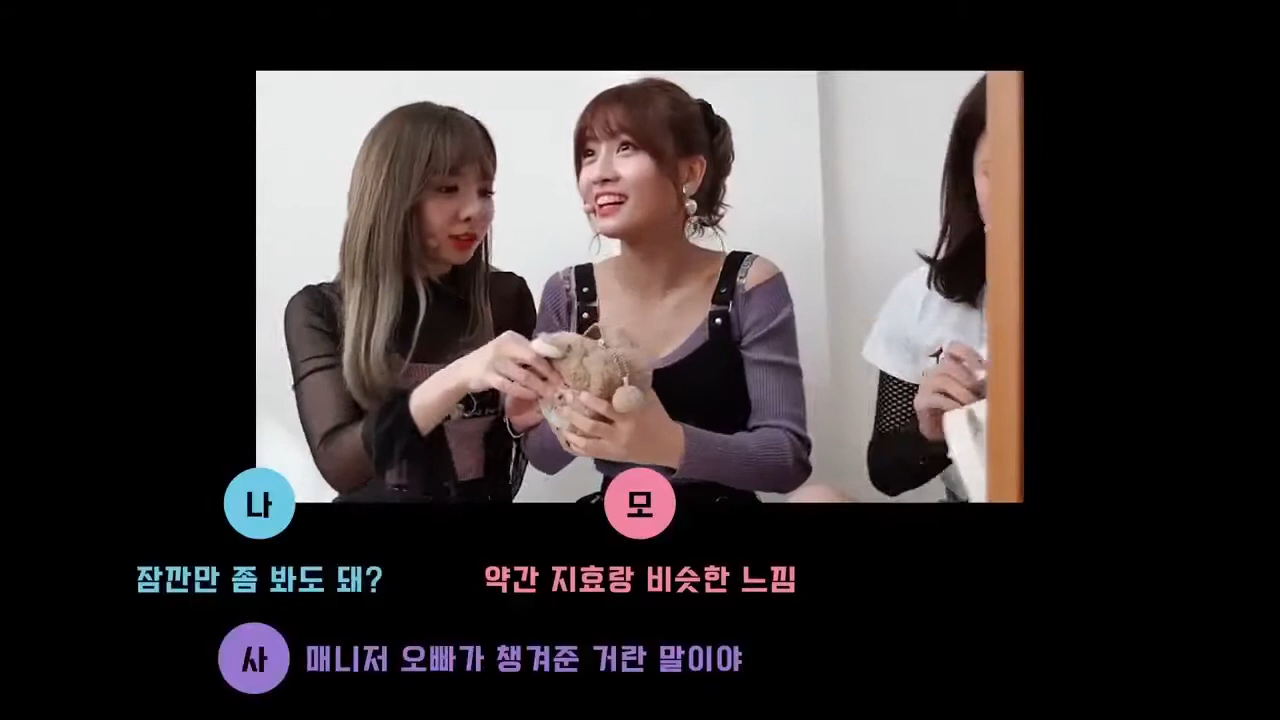 나
모
잠깐만 좀 봐도 돼?
약간 지효랑 비슷한 느낌
사
매니저 오빠가 챙겨준 거란 말이야